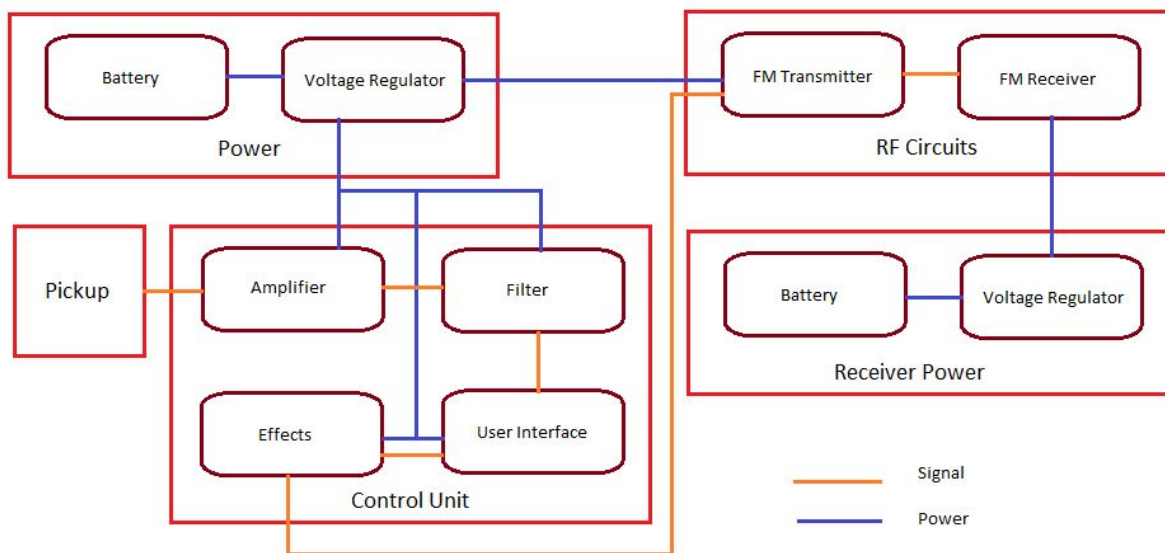 Battery
Voltage Regulator
Power
FM Transmitter
FM Receiver
RF Circuits
Pickup
Amplifier
Filter
Effects
User Interface
Control Unit
Battery
Voltage Regulator
Receiver Power
Signal
Power